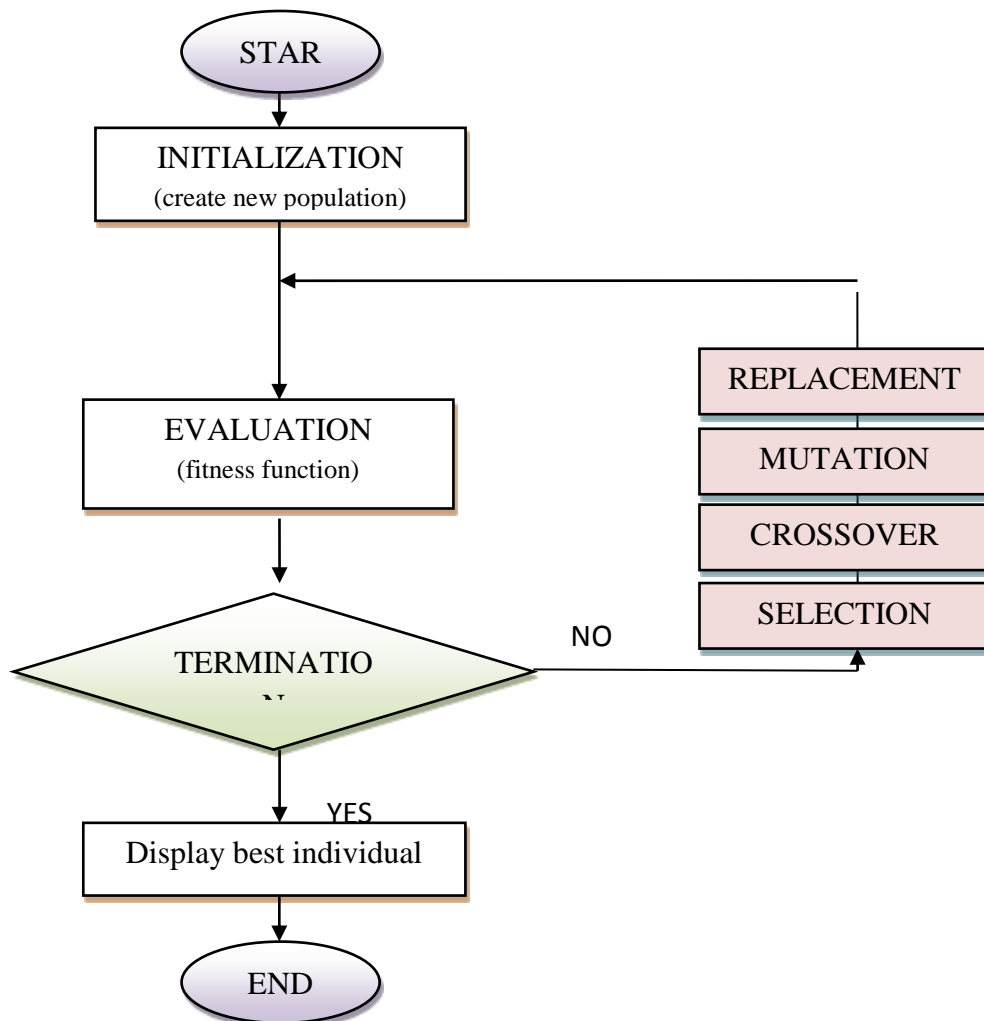 STAR
INITIALIZATION
(create new population)
EVALUATION
(fitness function)
TERMINATIO
N
NO
SELECTION
CROSSOVER
MUTATION
REPLACEMENT
YES
Display best individual
END